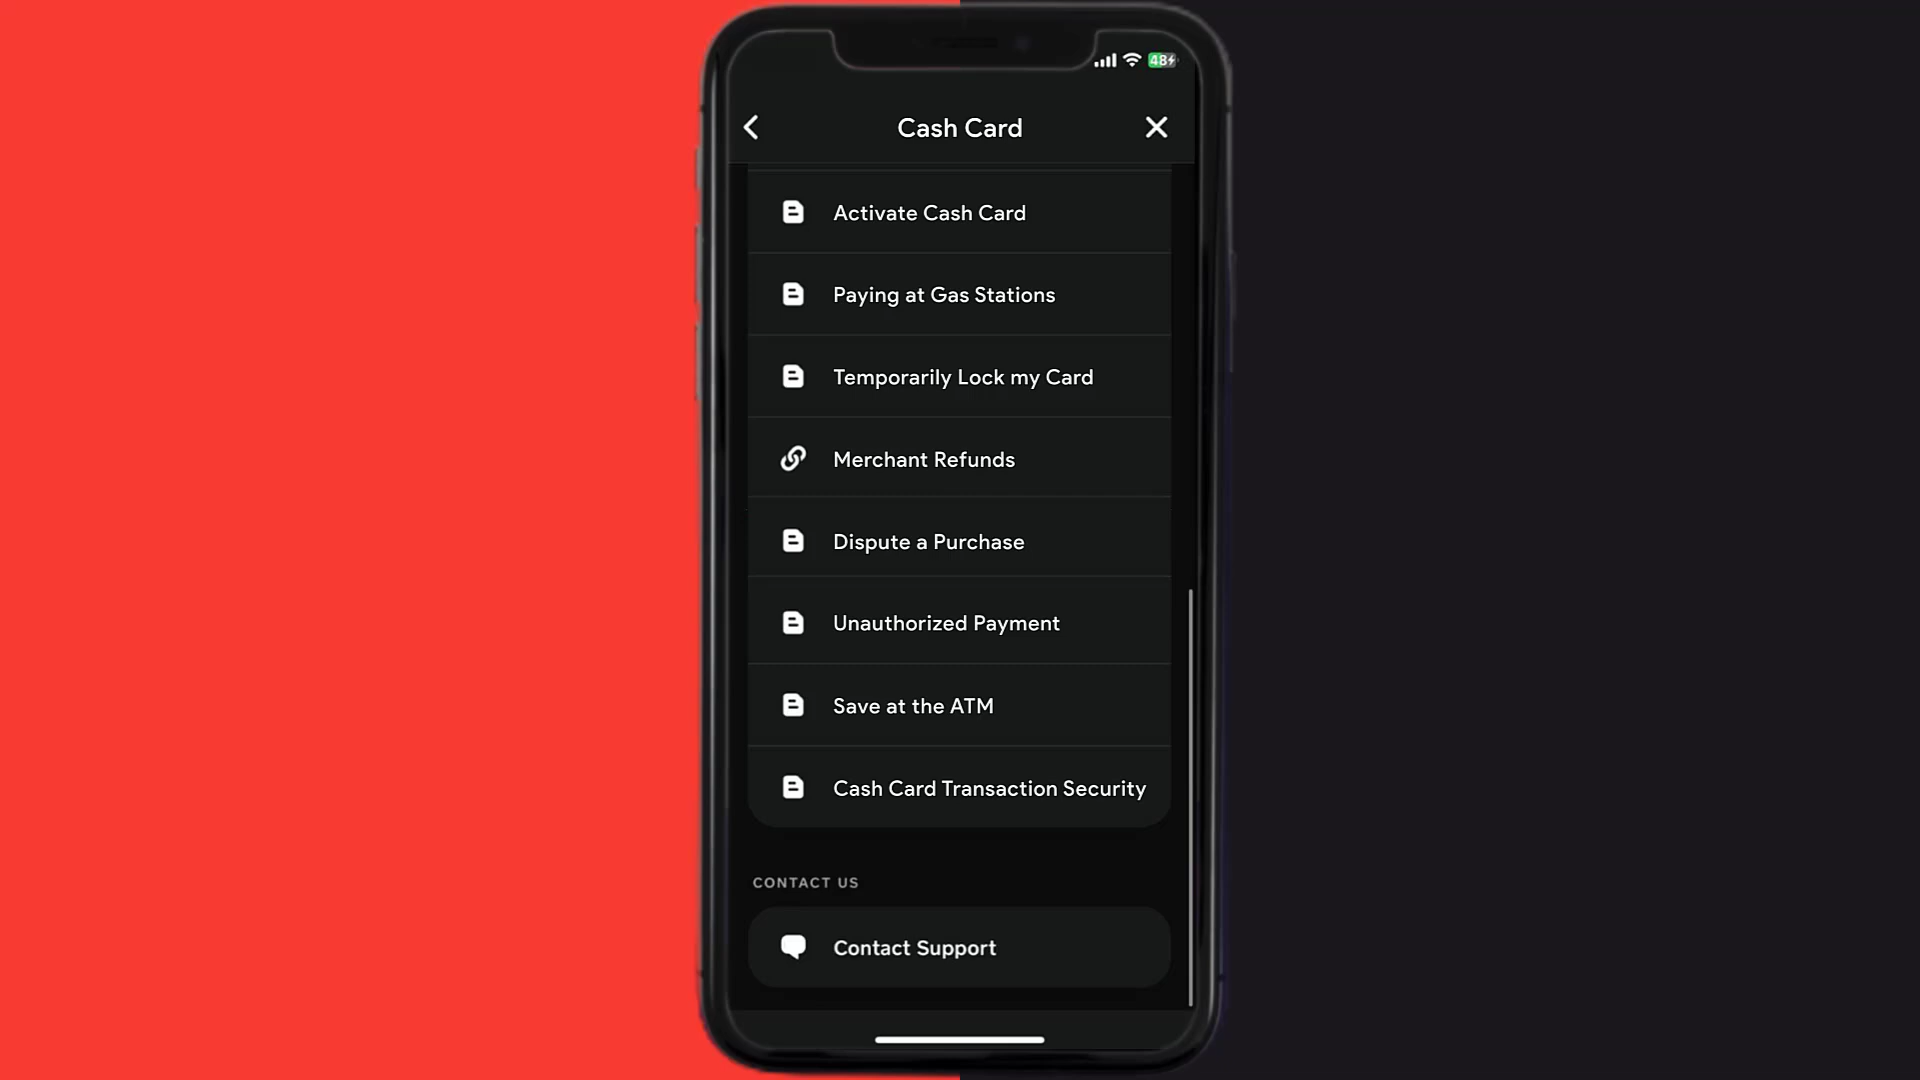 48
Cash Card
Activate Cash Card
Paying at Gas Stations
Temporarily Lock my Card
Merchant Refunds
Dispute a Purchase
Unauthorized Payment
Save at the ATM
Cash Card Transaction Security
CONTACT US
Contact Support